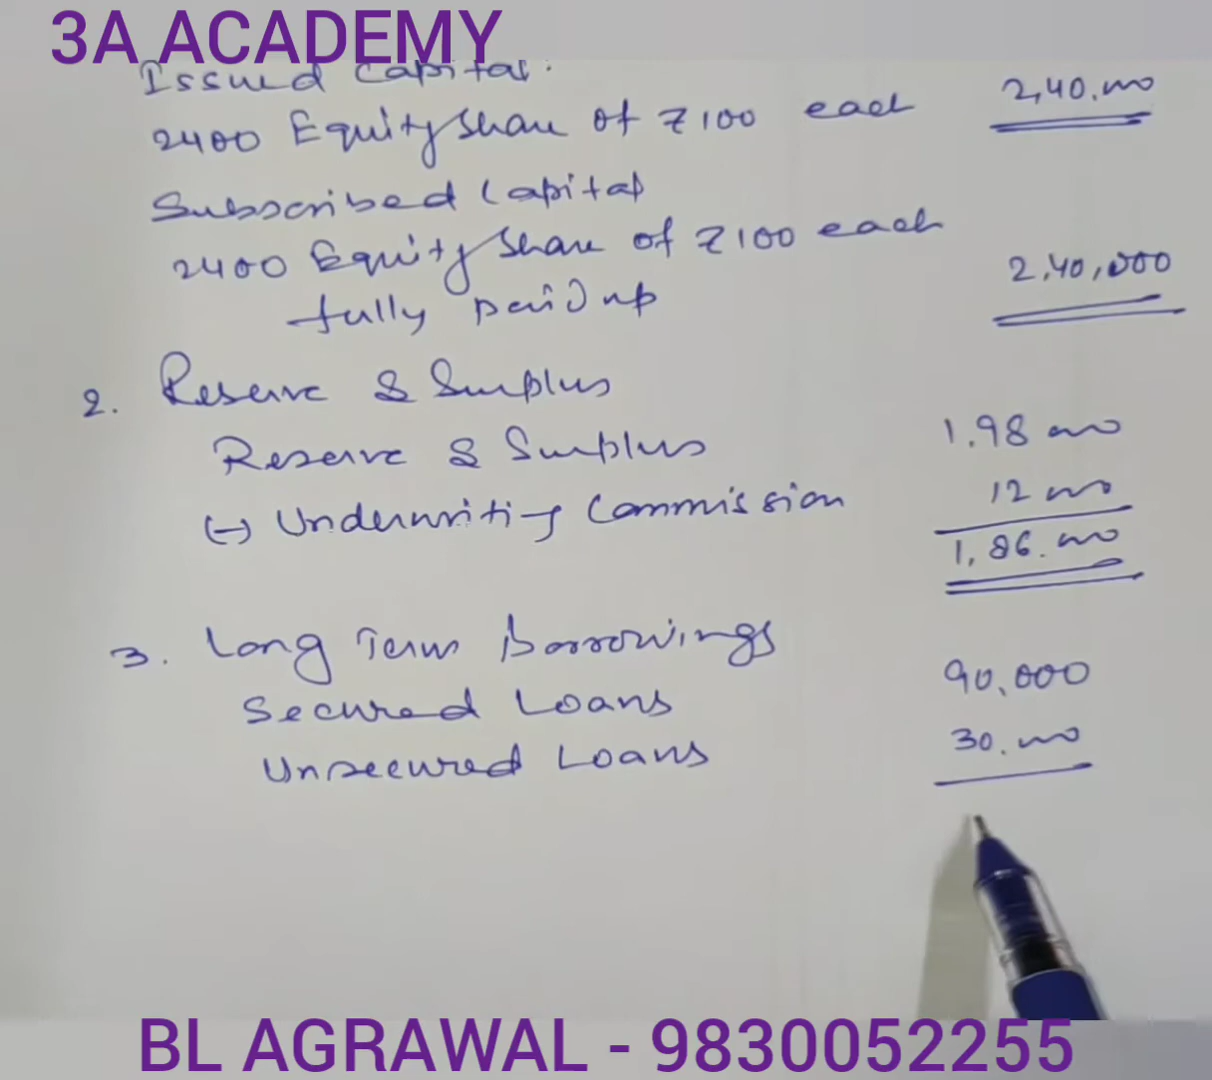 3A ACADEMY
Issued Capital:
2400 Equity Share of ₹100 each 2,40,000
Subscribed Capital
2400 Equity Share of ₹100 each
fully paid up 2,40,000
2. Reserve & Surplus
Reserve & Surplus 1,98,000
(-) Underwriting Commission 12,000
1,86,000
3. Long Term Borrowings
Secured Loans 90,000
Unsecured Loans 30,000
BL AGRAWAL - 9830052255